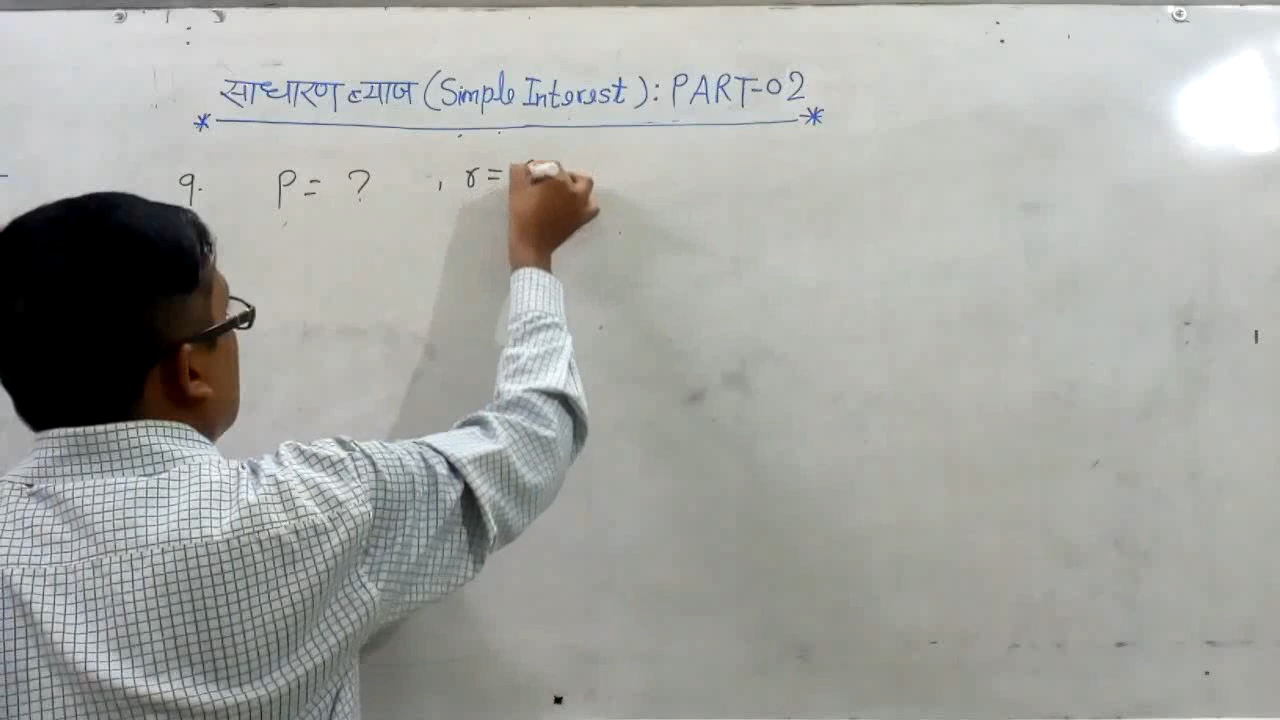 साधारण ब्याज (Simple Interest): PART-02
9. P = ? , r =